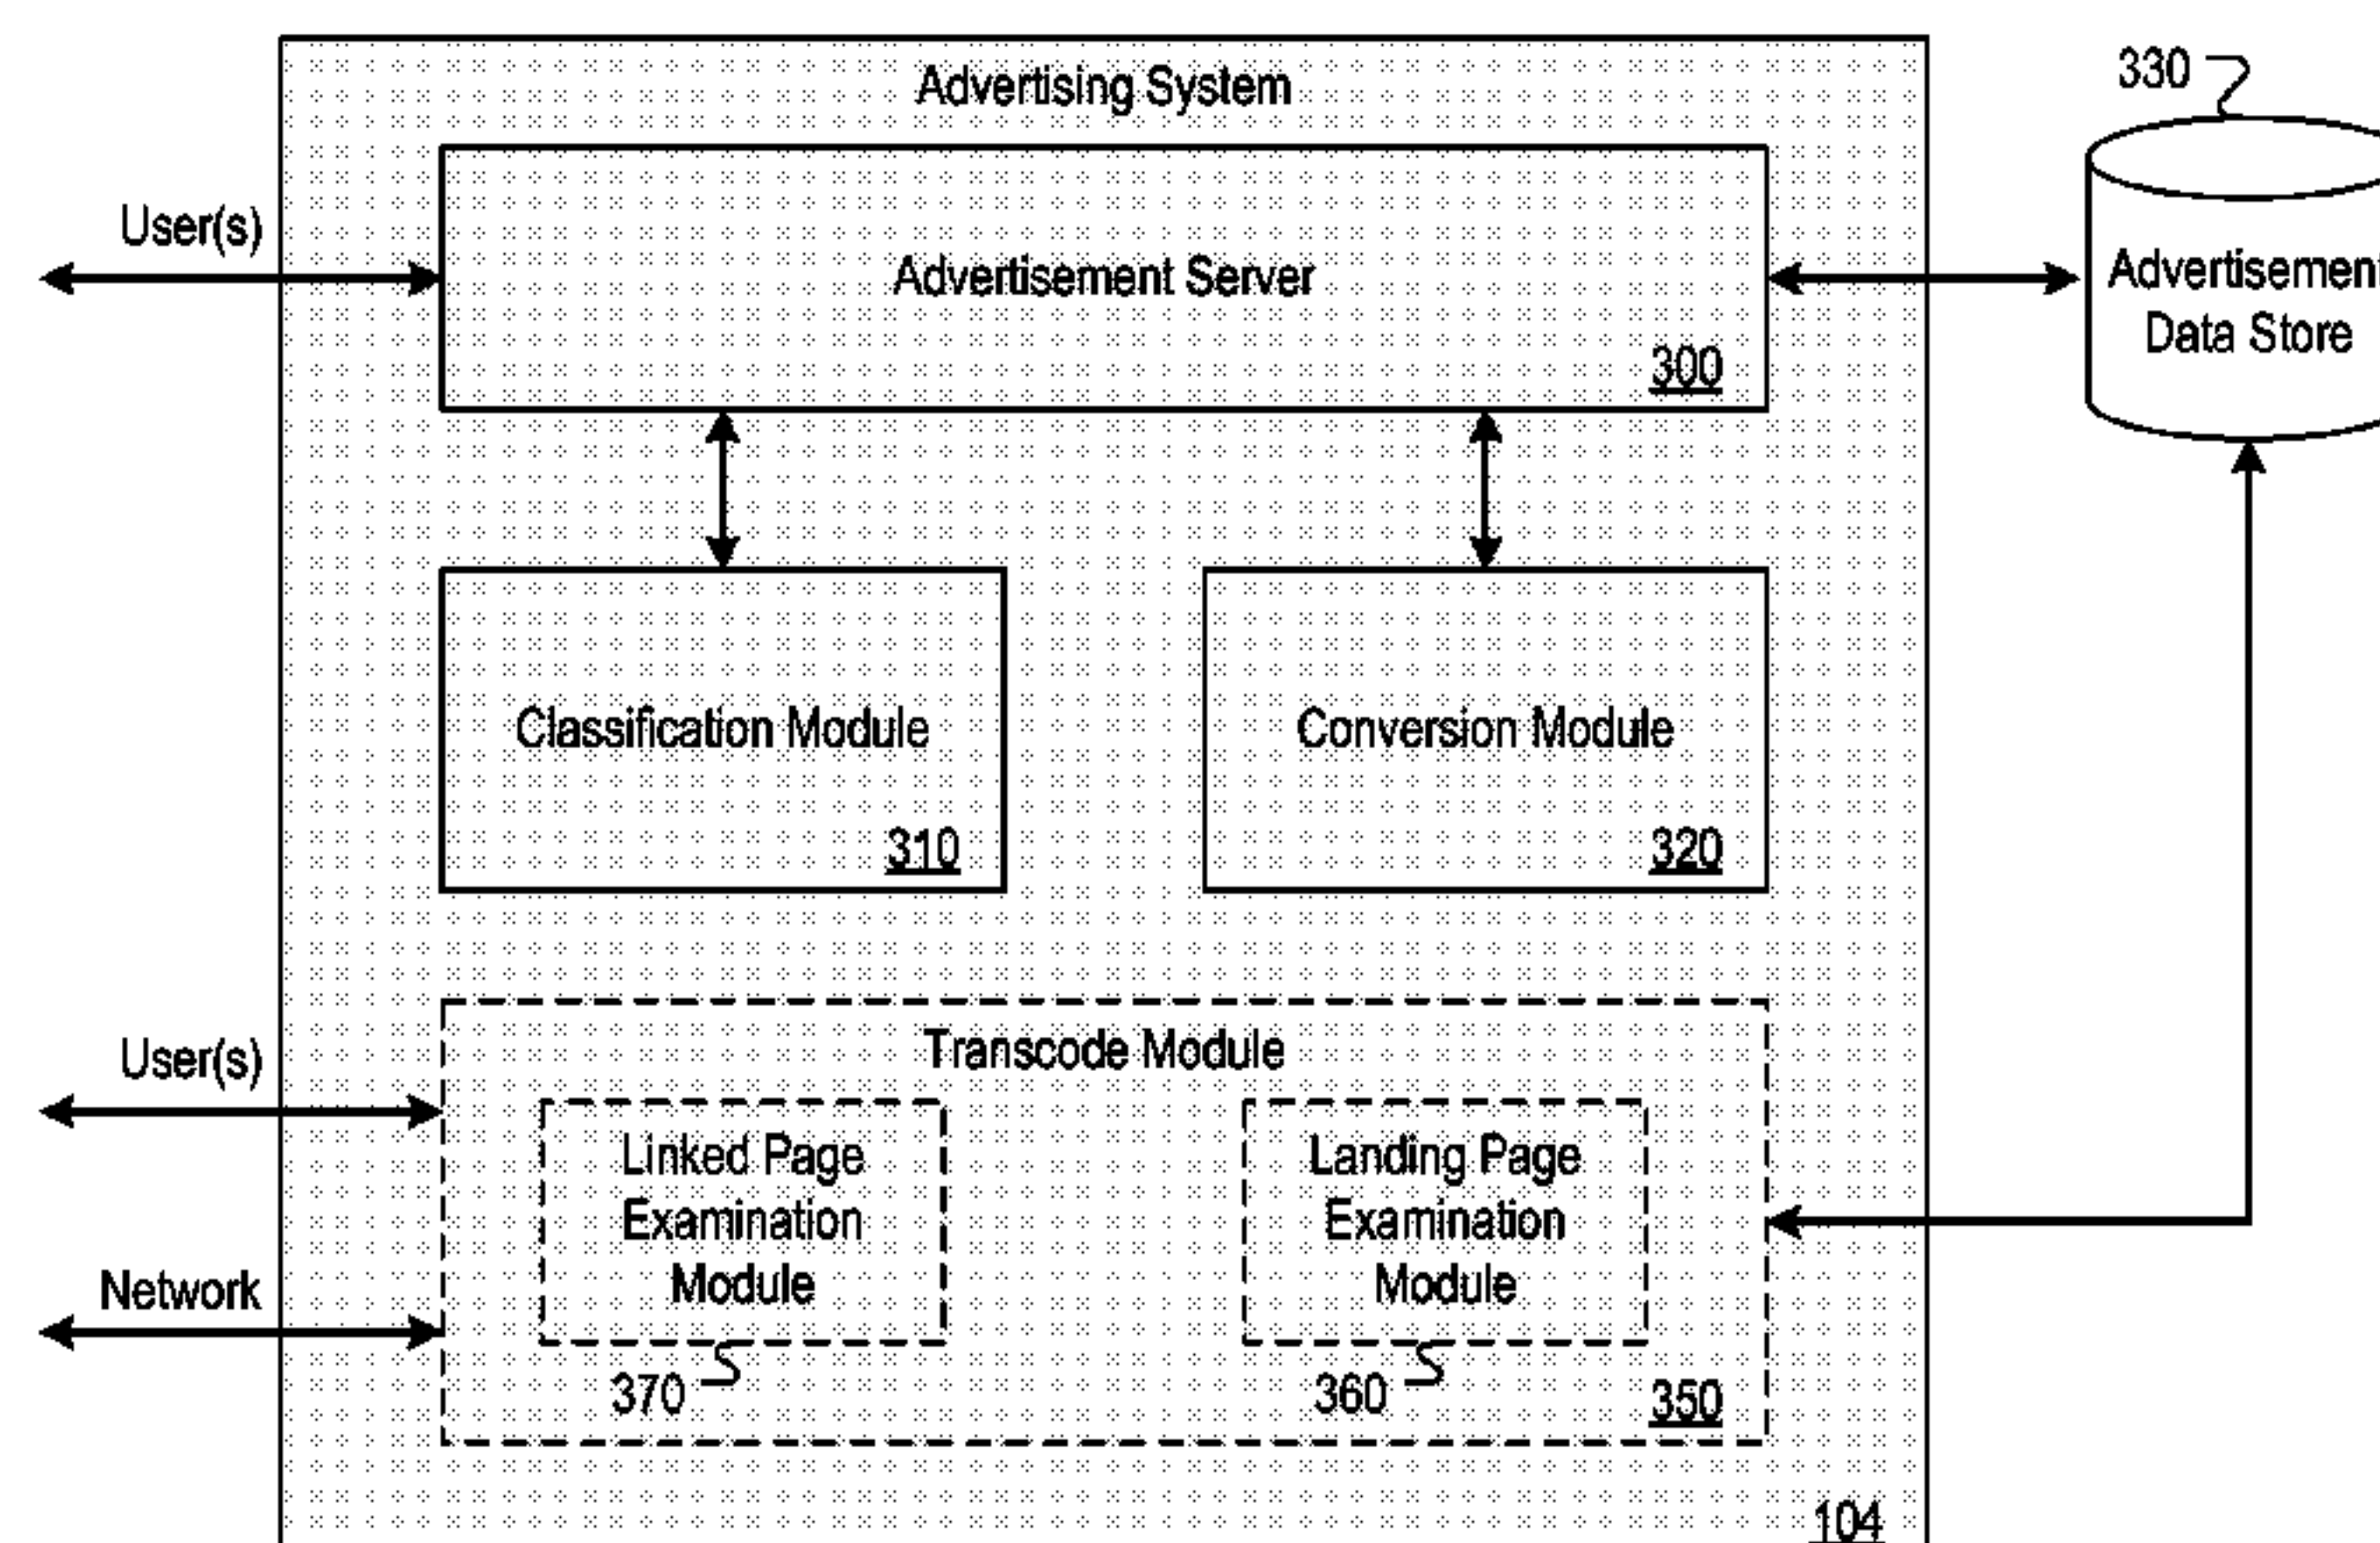 Advertising System
330
User(s)
Advertisement Server
300
Advertisement
Data Store
Classification Module
310
Conversion Module
320
User(s)
Network
Transcode Module
Linked Page
Examination
Module
370
Landing Page
Examination
Module
360
350
104